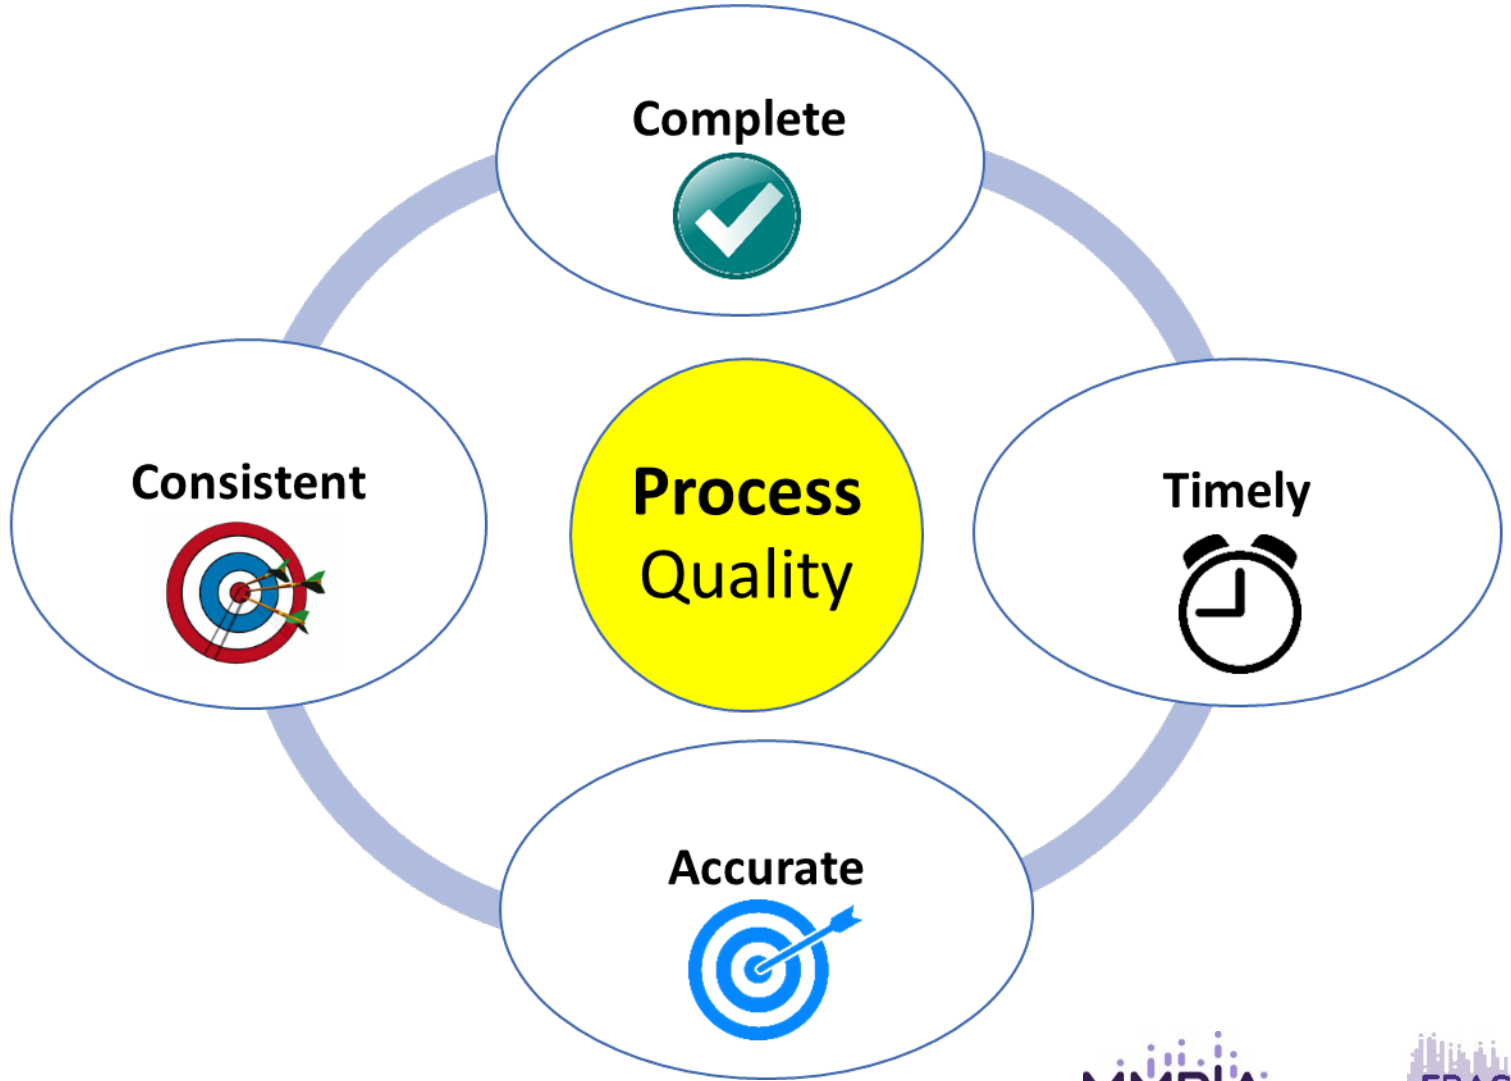 Complete
Consistent
Process
Quality
Timely
Accurate